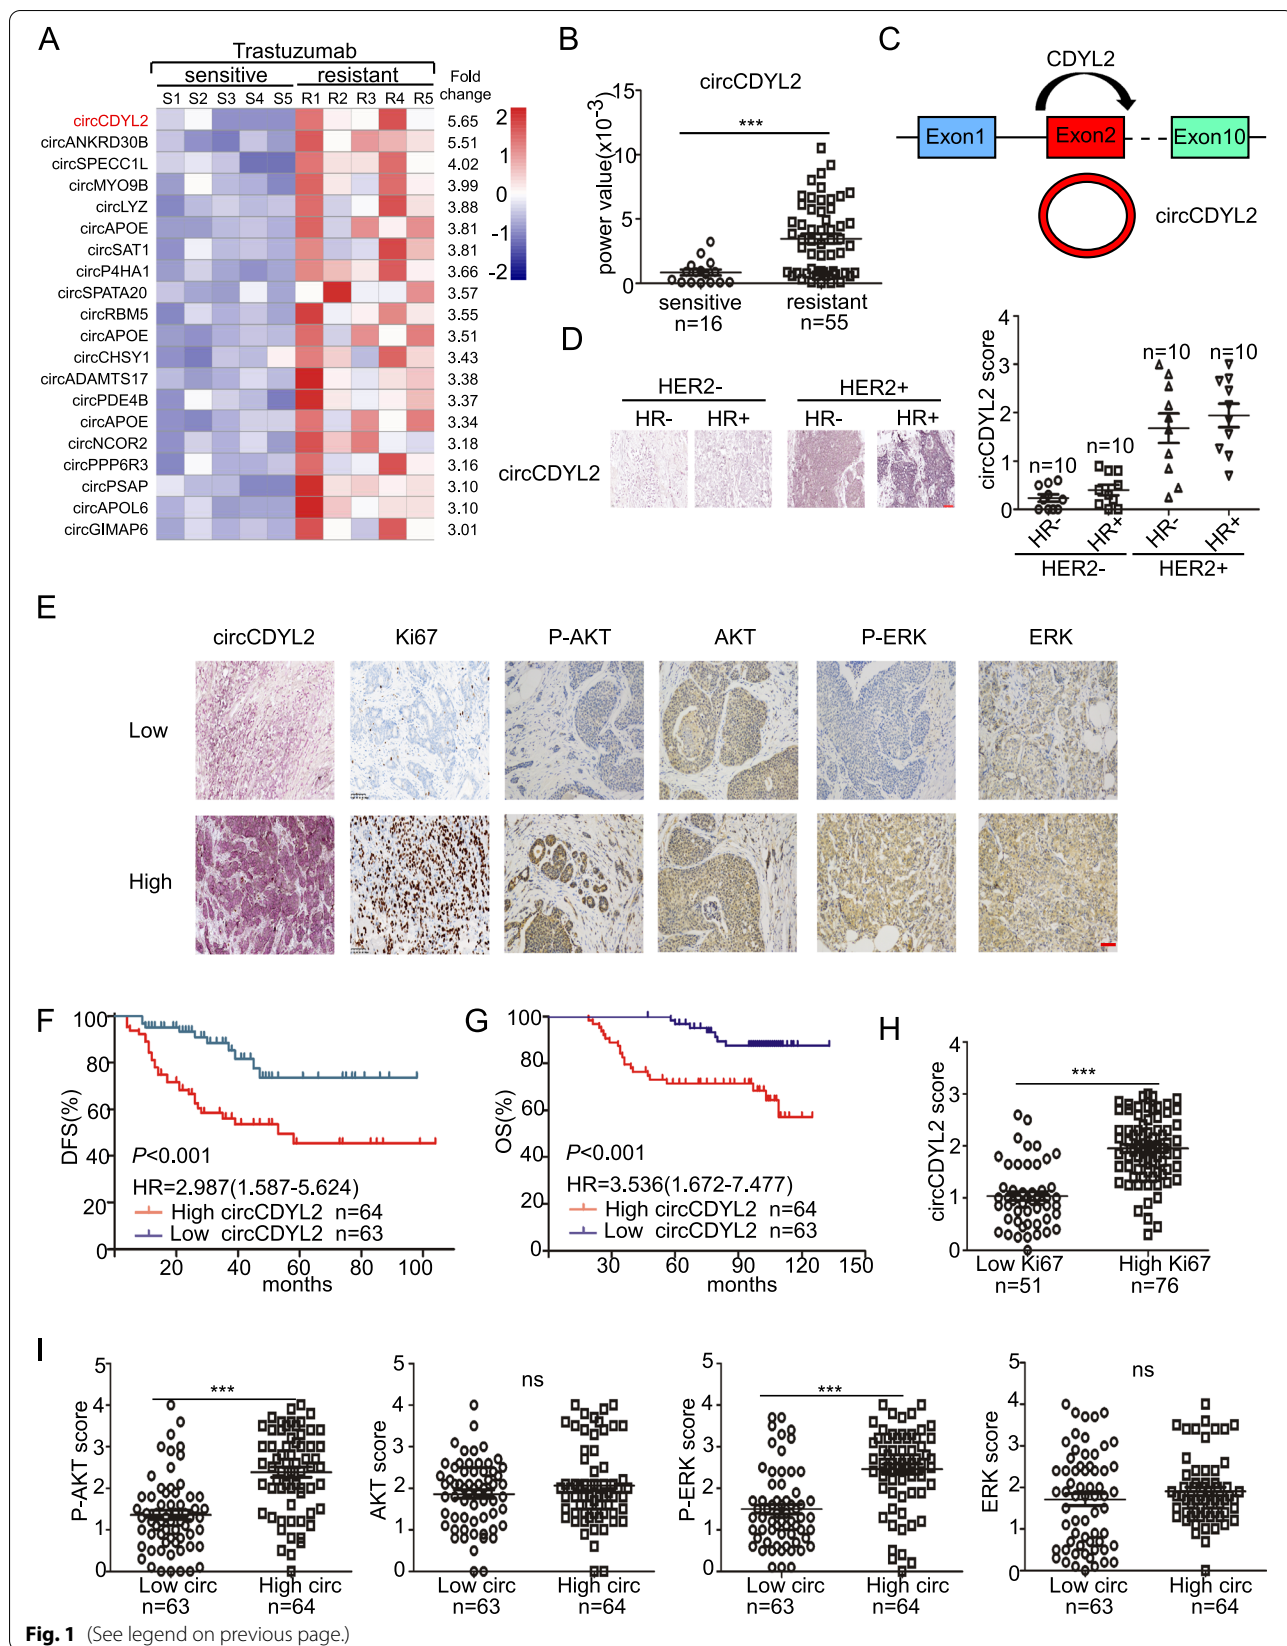 A
Trastuzumab
sensitive resistant Fold change
S1 S2 S3 S4 S5 R1 R2 R3 R4 R5
circCDYL2 5.65
circANKRD30B 5.51
circSPECC1L 4.02
circMYO9B 3.99
circLYZ 3.88
circAPOE 3.81
circSAT1 3.81
circP4HA1 3.66
circSPATA20 3.57
circRBM5 3.55
circAPOE 3.51
circCHSY1 3.43
circADAMTS17 3.38
circPDE4B 3.37
circAPOE 3.34
circNCOR2 3.18
circPPP6R3 3.16
circPSAP 3.10
circAPOL6 3.10
circGIMAP6 3.01
2
1
0
-1
-2
B
circCDYL2
***
power value(x10-3)
15
10
5
0
sensitive resistant
n=16 n=55
C
CDYL2
Exon1 Exon2 Exon10
circCDYL2
D
HER2- HER2+
HR- HR+ HR- HR+
circCDYL2
circCDYL2 score
4
3
2
1
0
n=10 n=10 n=10 n=10
HR- HR+ HR- HR+
HER2- HER2+
E
circCDYL2 Ki67 P-AKT AKT P-ERK ERK
Low
High
F
DFS(%)
100
80
60
40
20
0
P<0.001
HR=2.987(1.587-5.624)
High circCDYL2 n=64
Low circCDYL2 n=63
20 40 60 80 100
months
G
OS(%)
100
80
60
40
20
0
P<0.001
HR=3.536(1.672-7.477)
High circCDYL2 n=64
Low circCDYL2 n=63
30 60 90 120 150
months
H
circCDYL2 score
4
3
2
1
0
***
Low Ki67 High Ki67
n=51 n=76
I
P-AKT score
5
4
3
2
1
0
***
Low circ High circ
n=63 n=64
AKT score
5
4
3
2
1
0
ns
Low circ High circ
n=63 n=64
P-ERK score
5
4
3
2
1
0
***
Low circ High circ
n=63 n=64
ERK score
5
4
3
2
1
0
ns
Low circ High circ
n=63 n=64
Fig. 1 (See legend on previous page.)